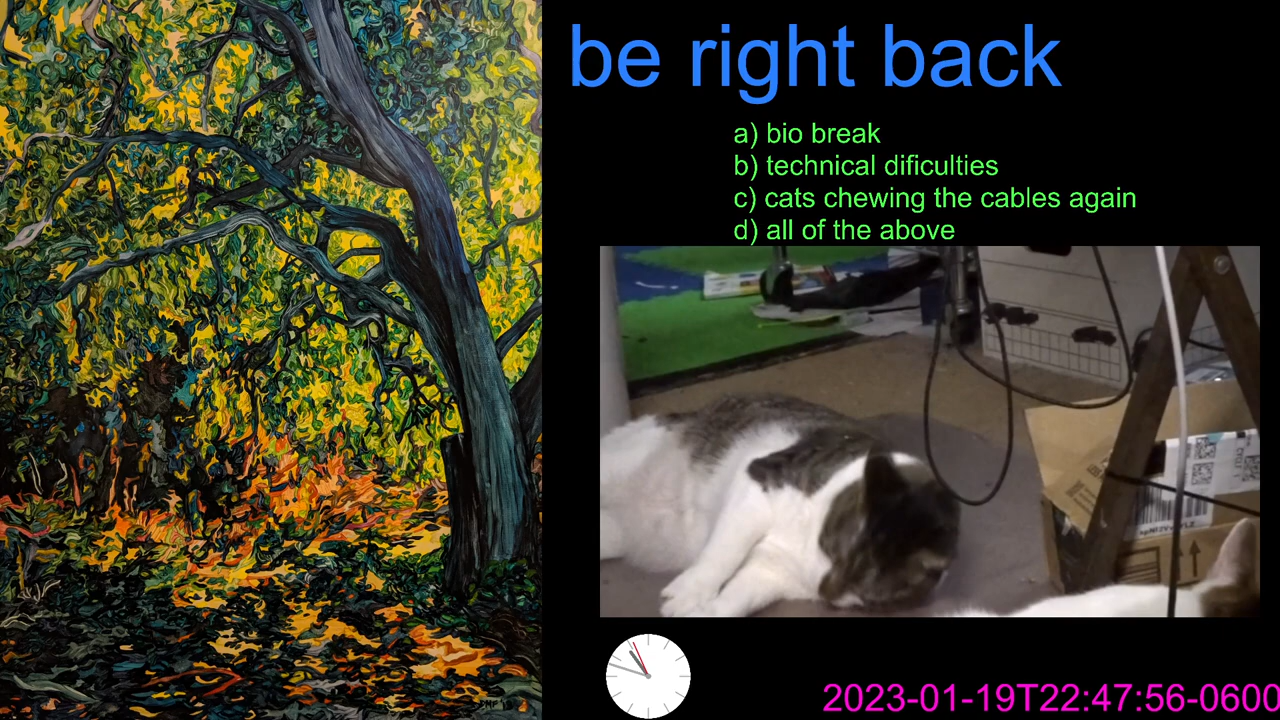 be right back
a) bio break
b) technical dificulties
c) cats chewing the cables again
d) all of the above
2023-01-19T22:47:56-0600